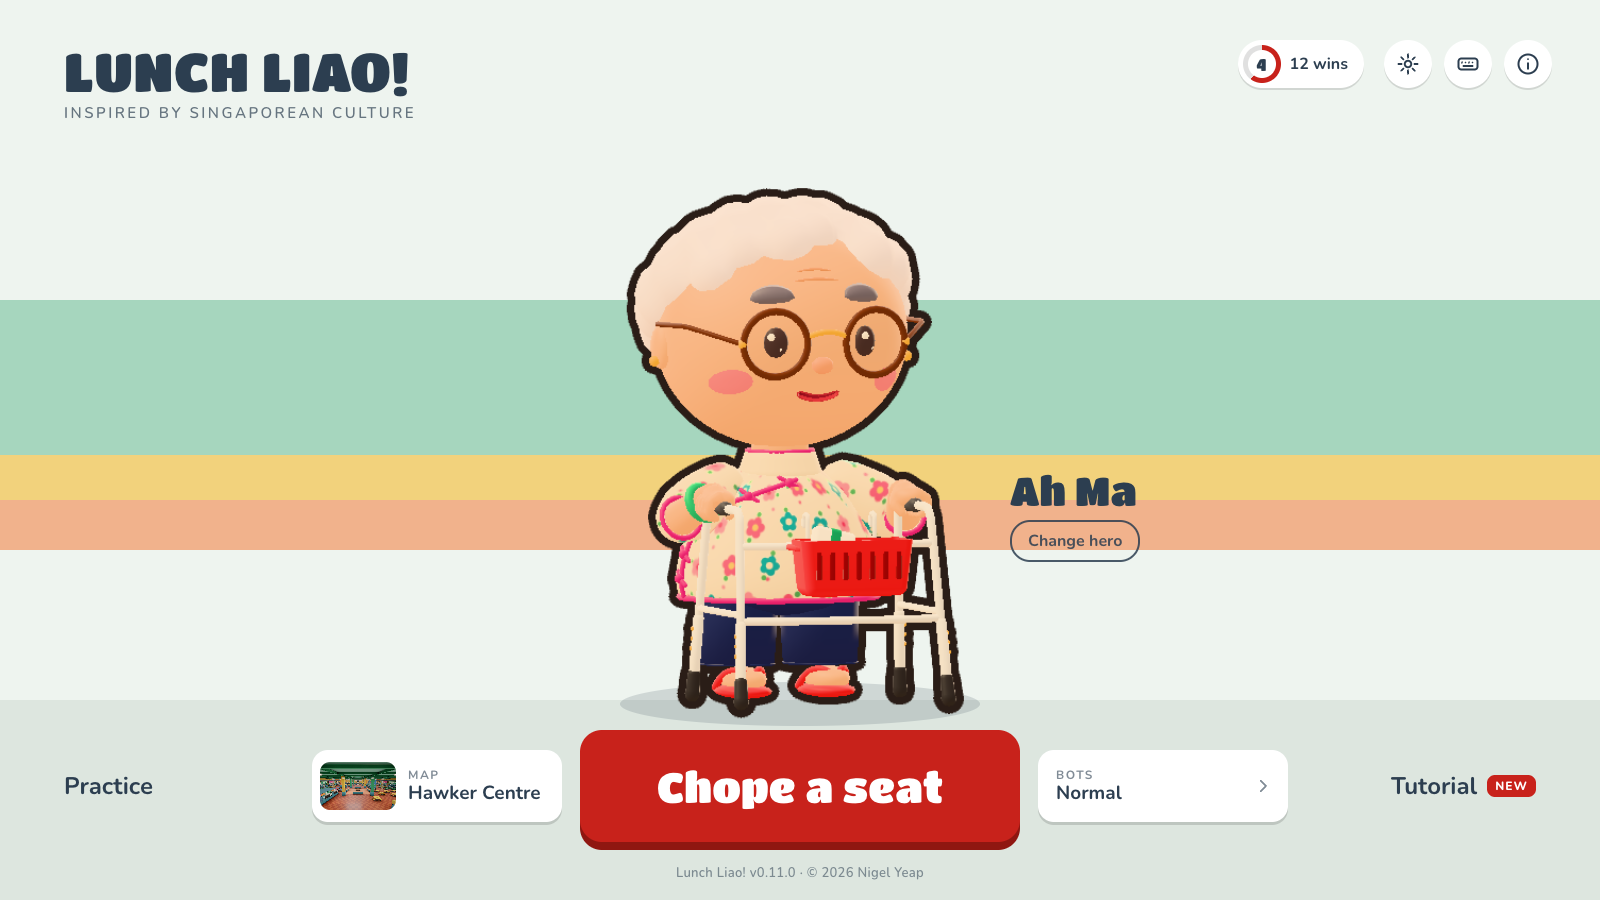 LUNCH LIAO!
INSPIRED BY SINGAPOREAN CULTURE
4
12 wins
Ah Ma
Change hero
Practice
MAP
Hawker Centre
Chope a seat
BOTS
Normal
Tutorial NEW
Lunch Liao! v0.11.0 · © 2026 Nigel Yeap